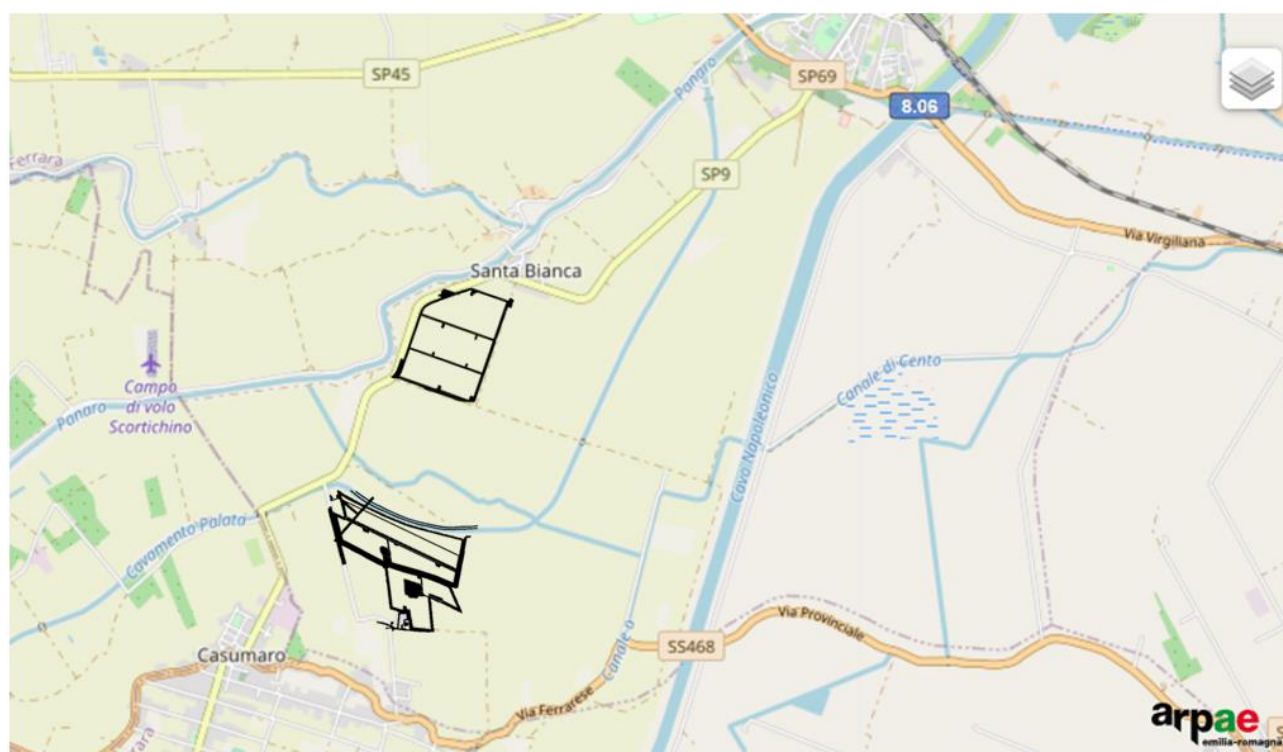 SP45
Panaro
SP69
8.06
Ferrara
SP9
Via Virgiliana
Santa Bianca
Campo
di volo
Scortichino
Panaro
Canale di Cento
Cavo Napoleonico
Cavamento Palata
Via Provinciale
Casumaro
SS468
Canale
Via Ferrarese
arpae
emilia-romagna